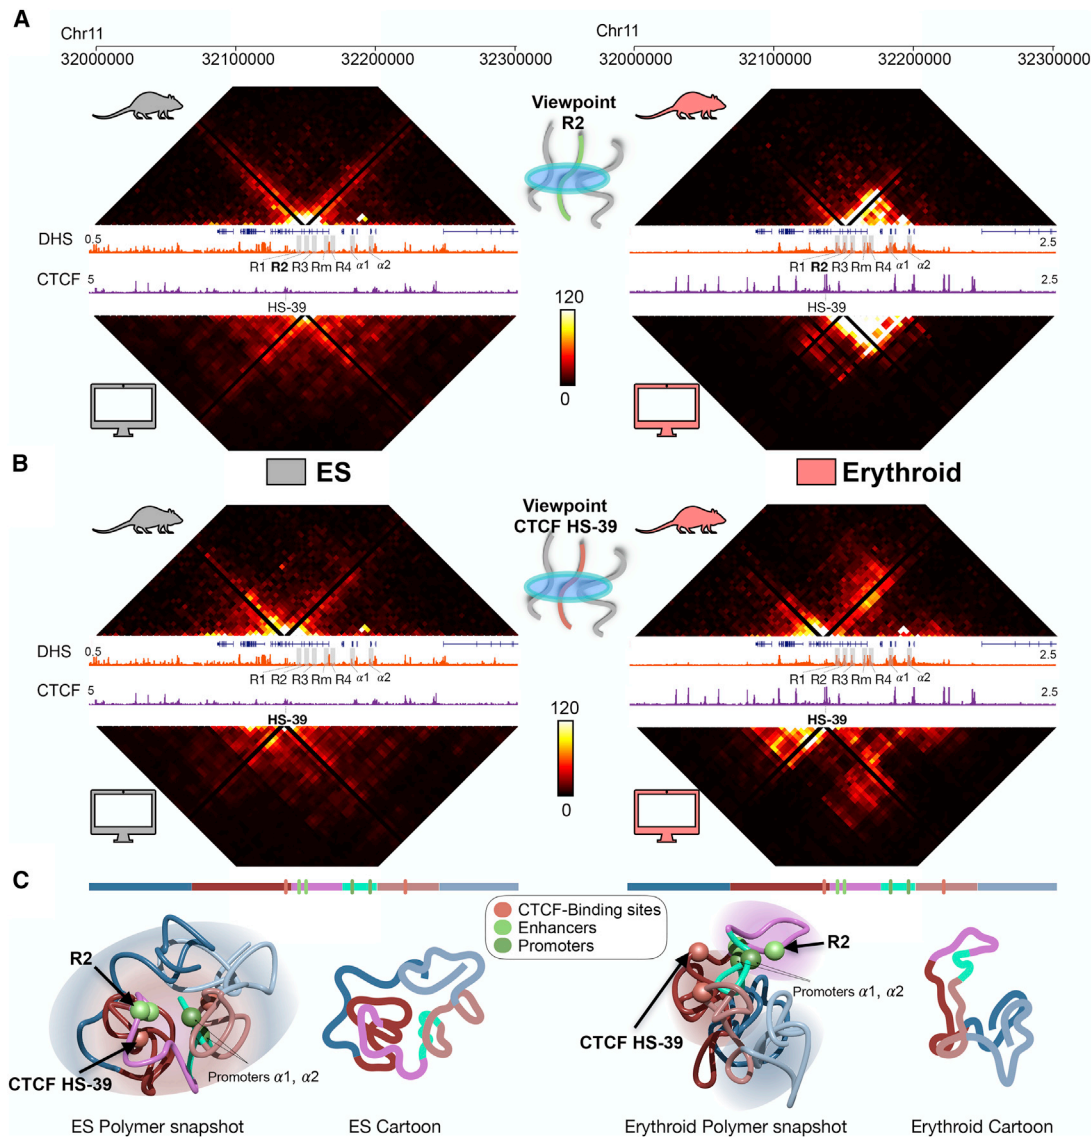 A
Chr11
32000000 32100000 32200000 32300000
Chr11
32000000 32100000 32200000 32300000
Viewpoint
R2
DHS
0.5
2.5
R1 R2 R3 Rm R4 α1 α2
R1 R2 R3 Rm R4 α1 α2
CTCF
5
2.5
HS-39
HS-39
120
0
B
ES
Erythroid
Viewpoint
CTCF HS-39
DHS
0.5
2.5
R1 R2 R3 Rm R4 α1 α2
R1 R2 R3 Rm R4 α1 α2
CTCF
5
2.5
HS-39
HS-39
120
0
C
CTCF-Binding sites
Enhancers
Promoters
R2
CTCF HS-39
Promoters α1, α2
R2
Promoters α1, α2
CTCF HS-39
ES Polymer snapshot
ES Cartoon
Erythroid Polymer snapshot
Erythroid Cartoon